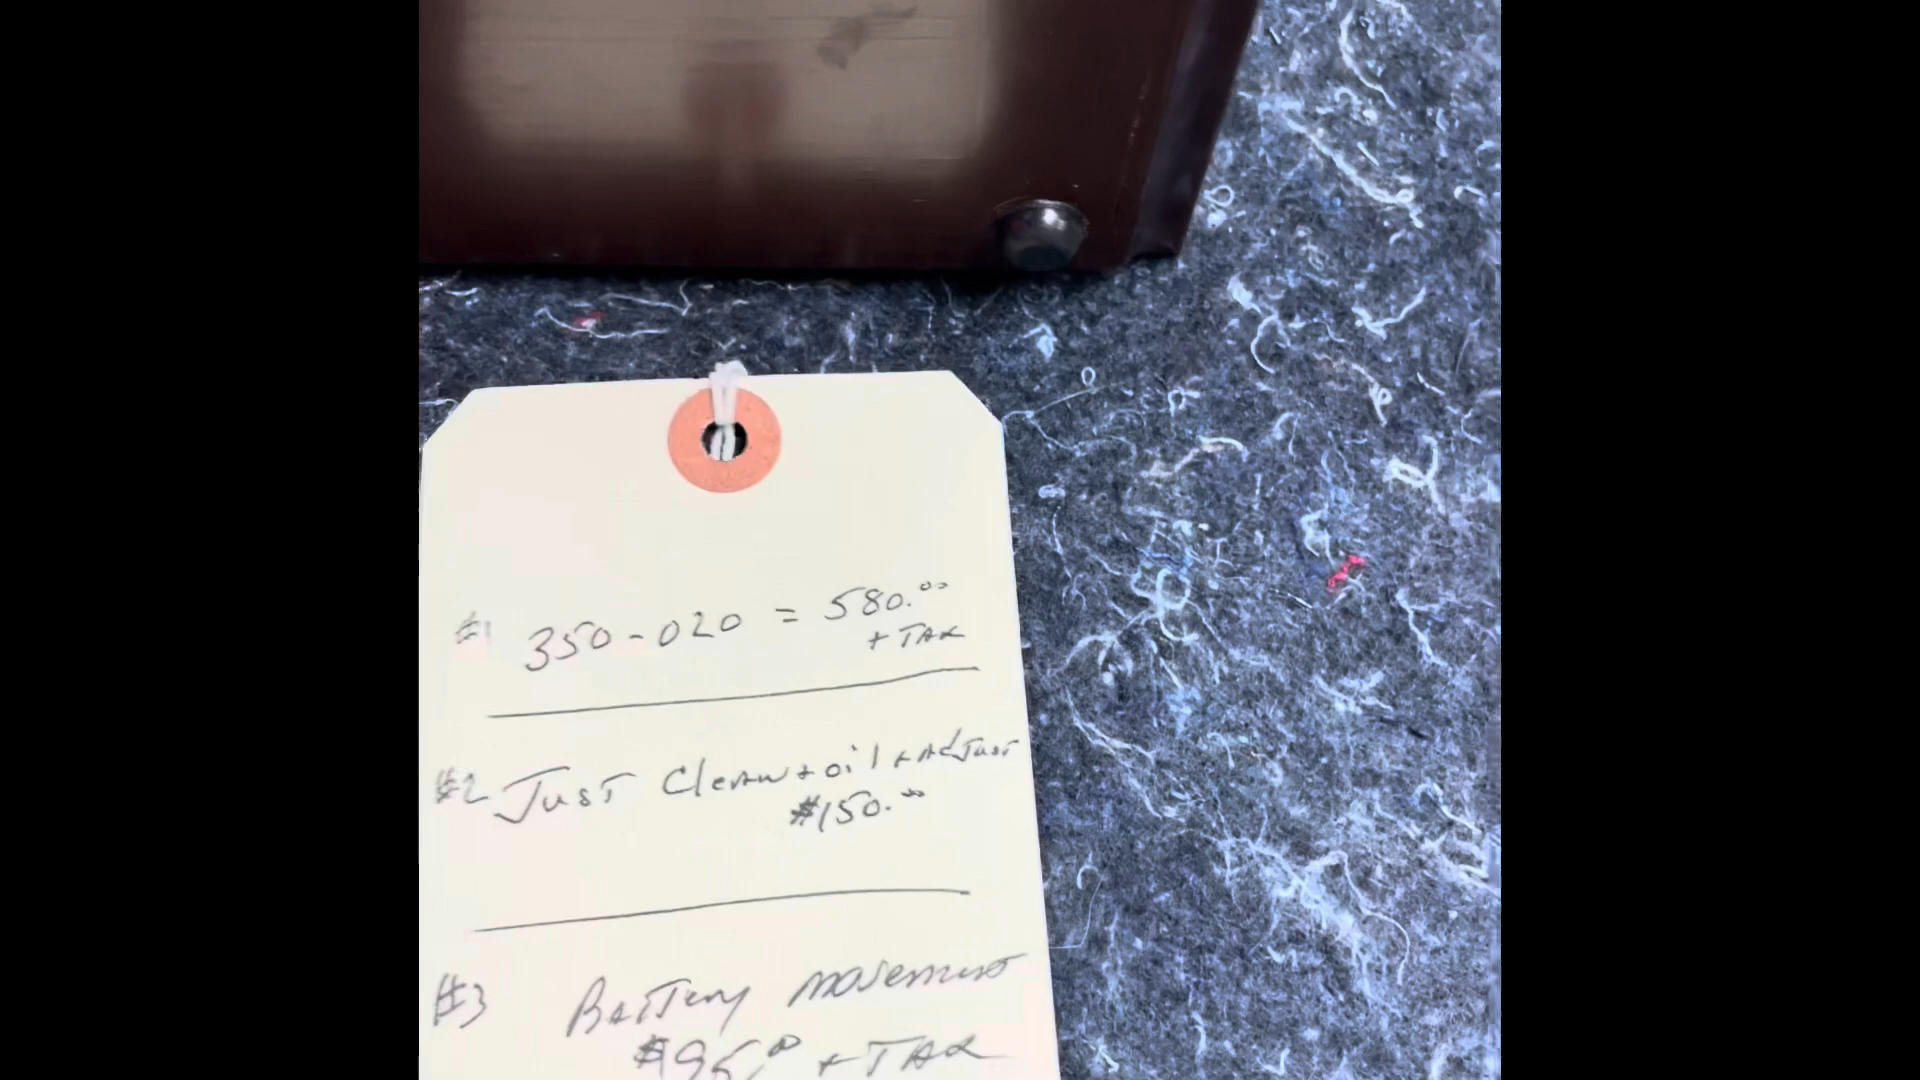 #1 350-020 = 580.00
+ TAX
#2 Just Clean + oil + Adjust
$150.00
#3 Battery movement
$95.00 + TAX